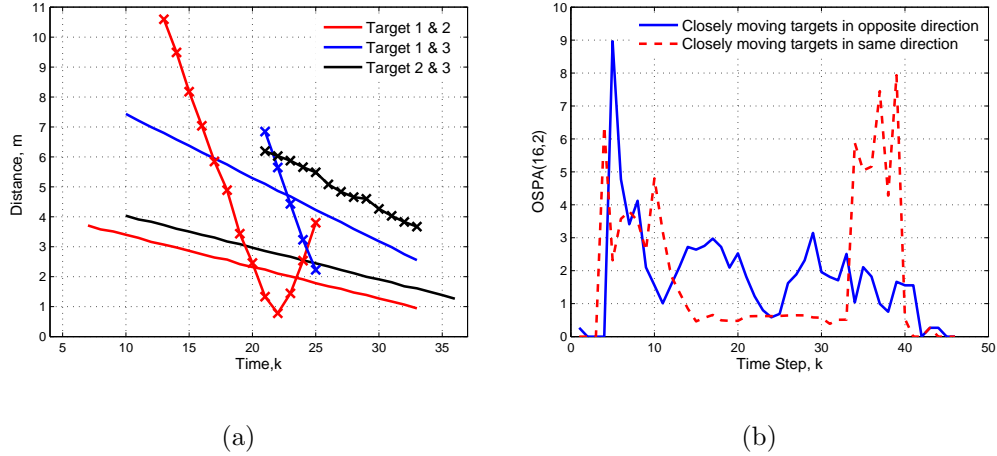 11
10
9
8
7
6
5
4
3
2
1
0
Distance, m
5 10 15 20 25 30 35
Time,k
Target 1 & 2
Target 1 & 3
Target 2 & 3
(a)
10
9
8
7
6
5
4
3
2
1
0
OSPA(16,2)
0 10 20 30 40 50
Time Step, k
Closely moving targets in opposite direction
Closely moving targets in same direction
(b)